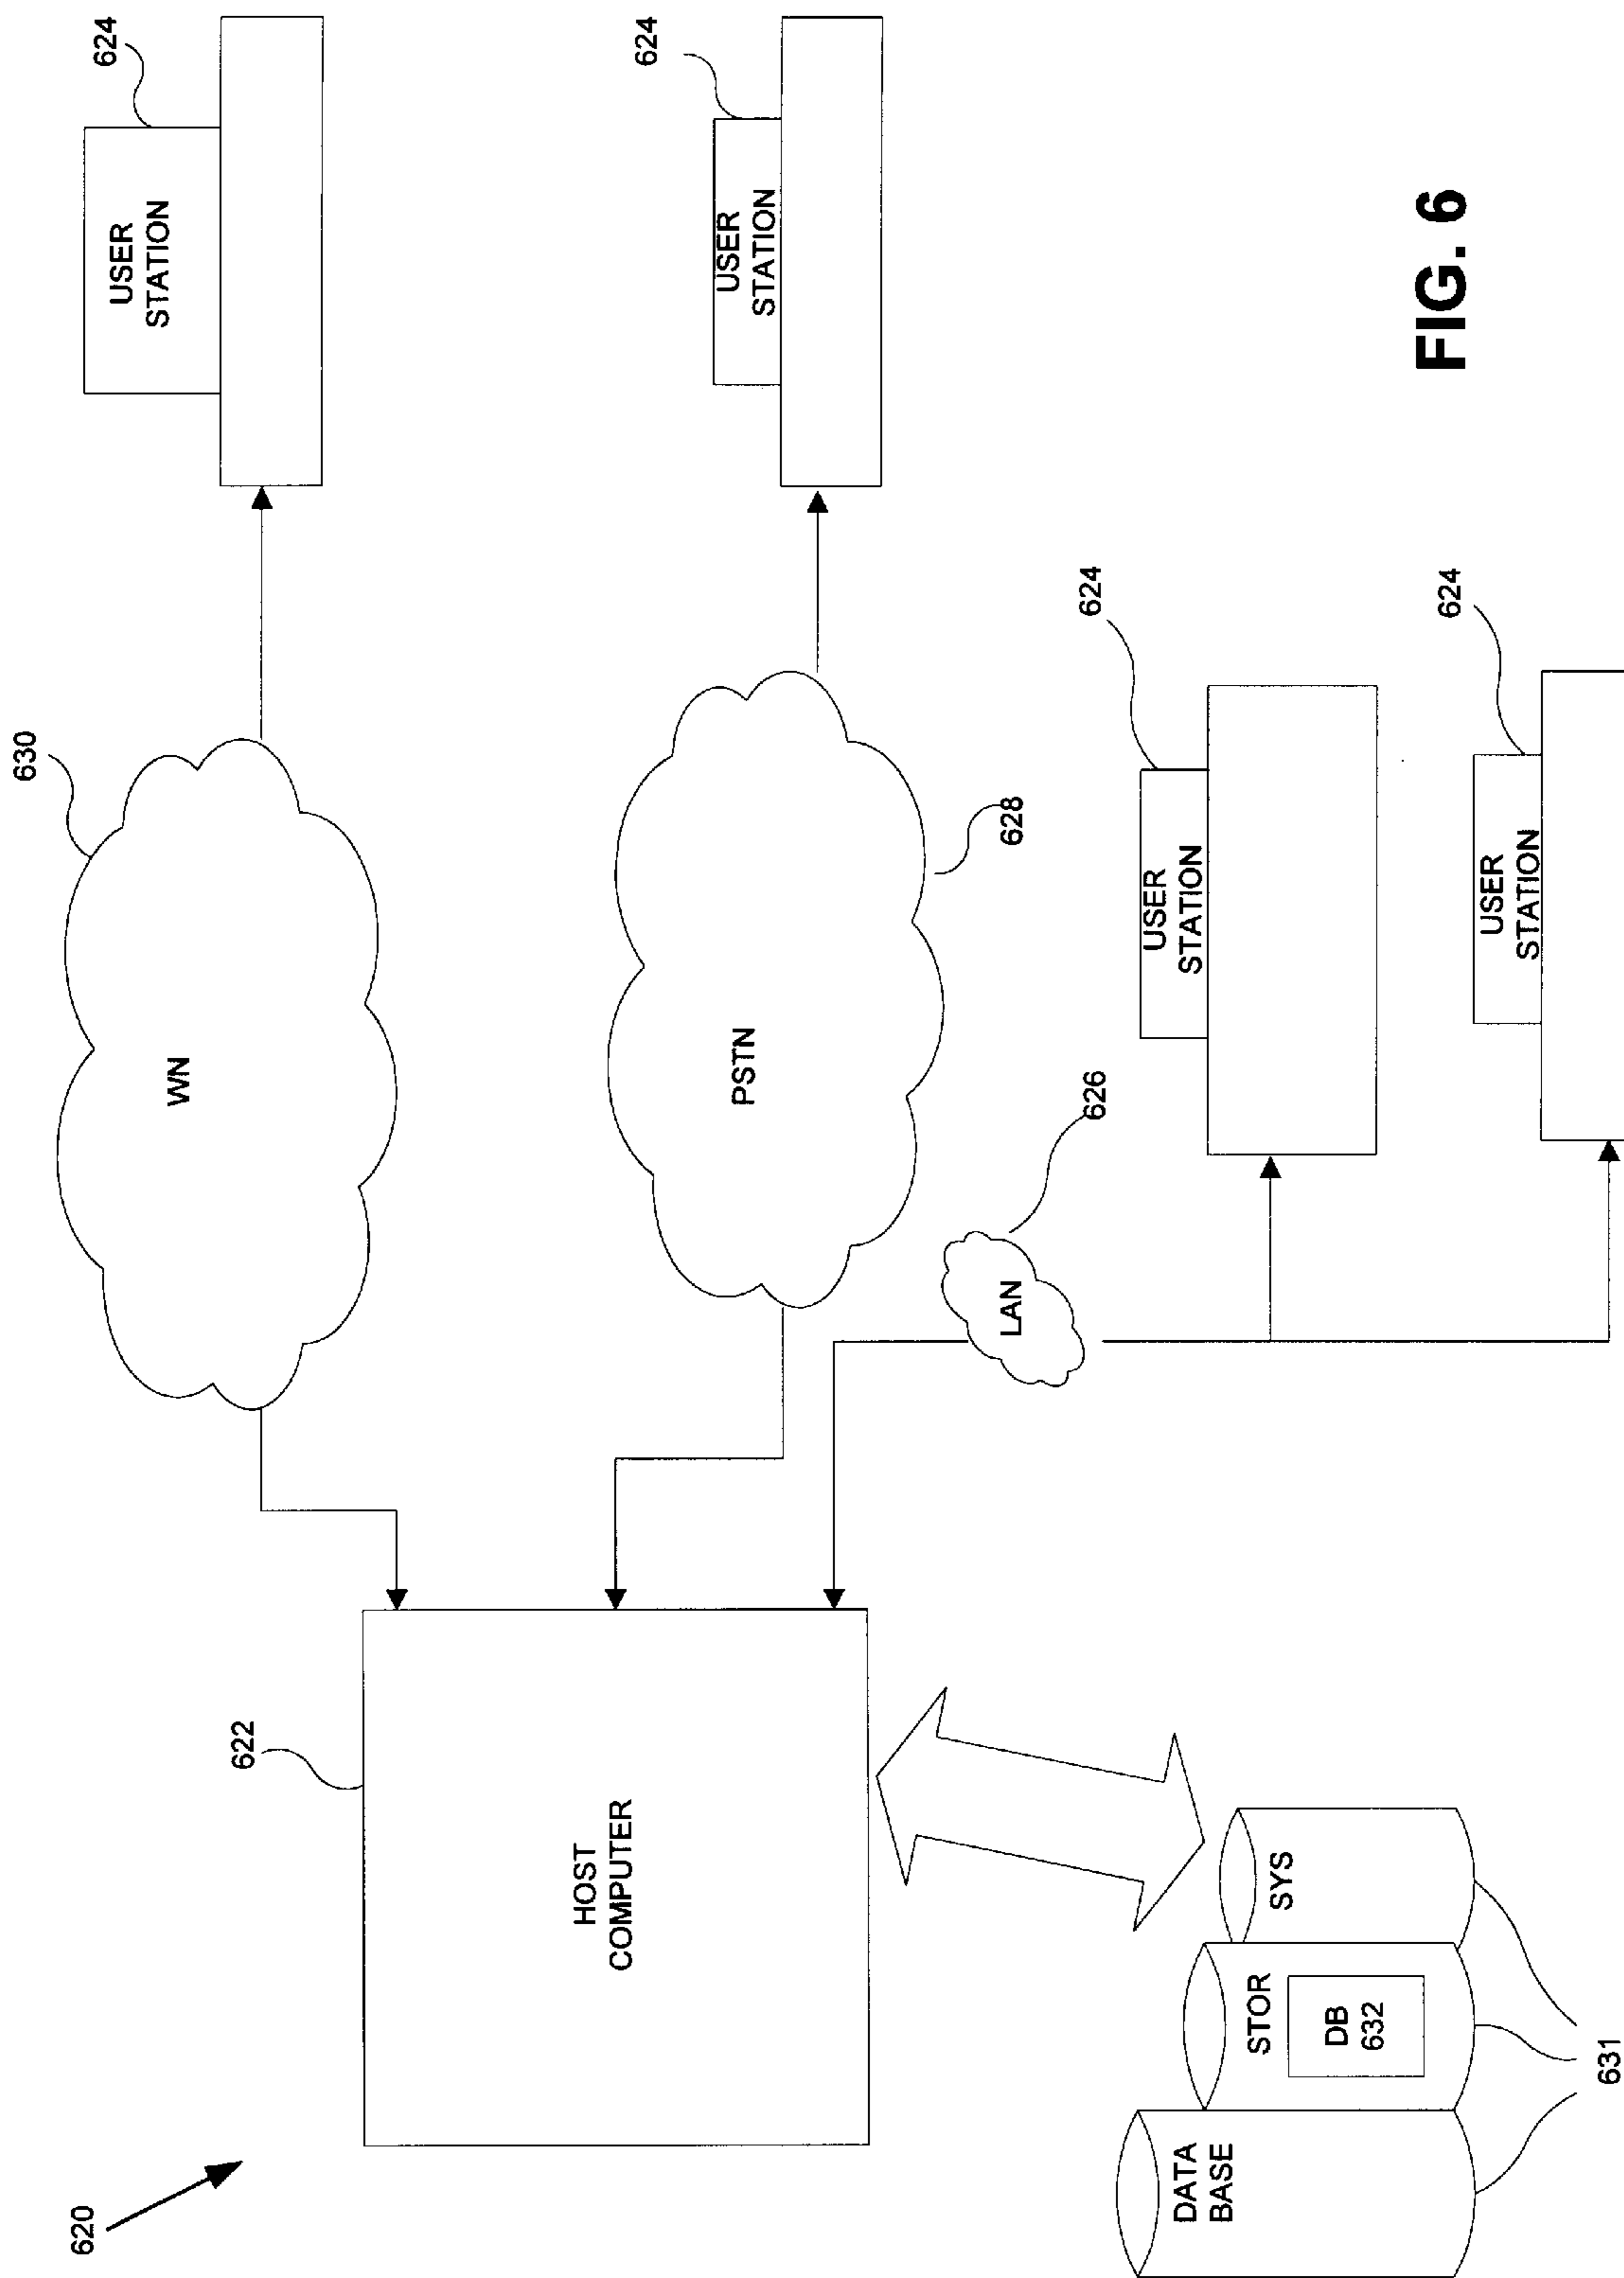 620
622
HOST
COMPUTER
630
WN
624
USER
STATION
PSTN
628
624
USER
STATION
LAN
626
624
USER
STATION
624
USER
STATION
DATA
BASE
STOR
DB
632
SYS
631
FIG. 6